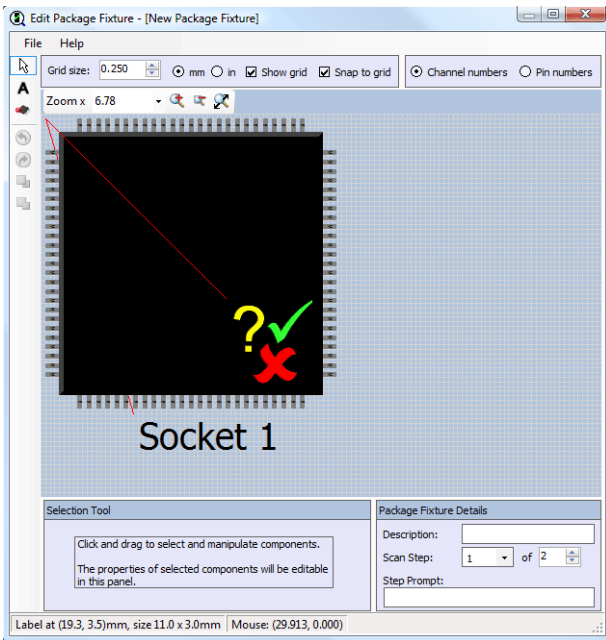 Edit Package Fixture - [New Package Fixture]
File Help
Grid size: 0.250 mm in Show grid Snap to grid Channel numbers Pin numbers
A
Zoom x 6.78
?
Socket 1
Selection Tool
Click and drag to select and manipulate components.
The properties of selected components will be editable
in this panel.
Package Fixture Details
Description:
Scan Step: 1 of 2
Step Prompt:
Label at (19.3, 3.5)mm, size 11.0 x 3.0mm Mouse: (29.913, 0.000)